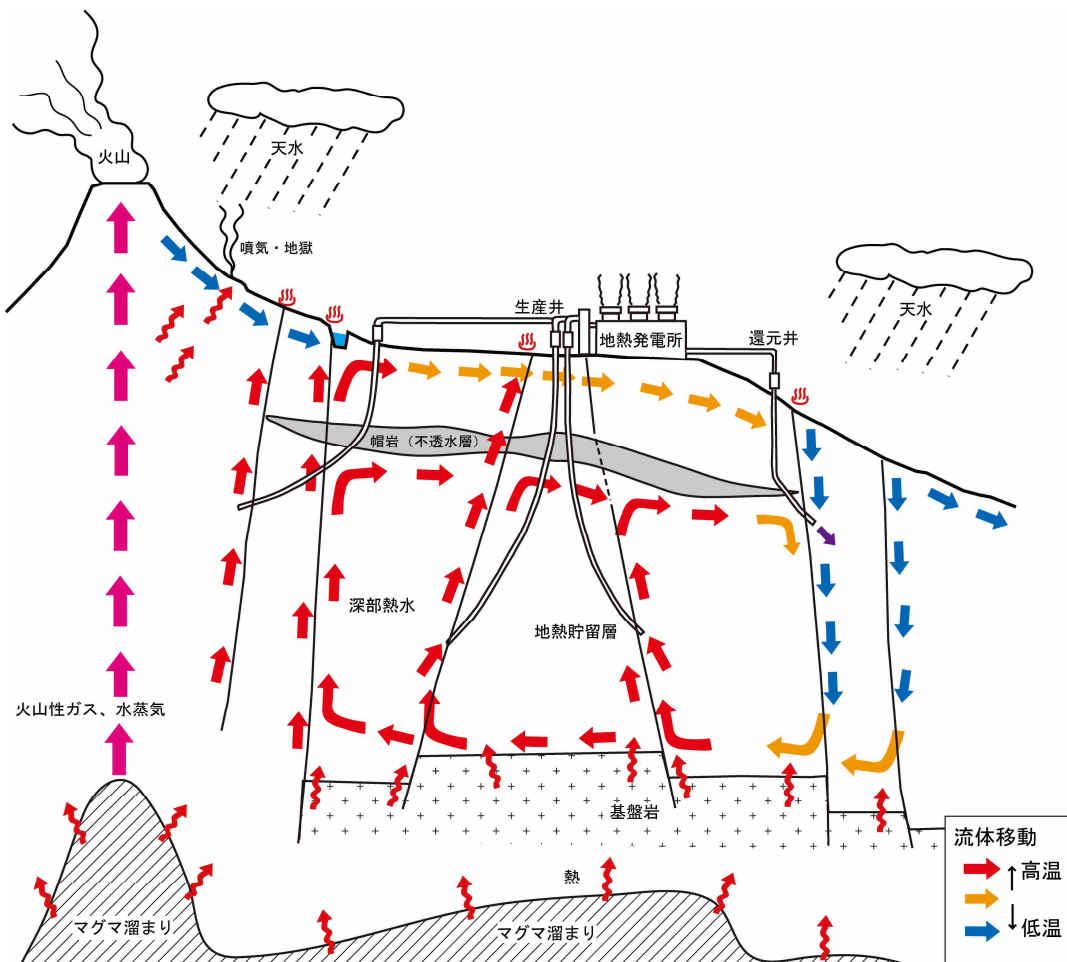 火山
天水
噴気・地獄
生産井
地熱発電所
還元井
天水
帽岩(不透水層)
深部熱水
地熱貯留層
火山性ガス、水蒸気
基盤岩
熱
マグマ溜まり
マグマ溜まり
流体移動
高温
低温